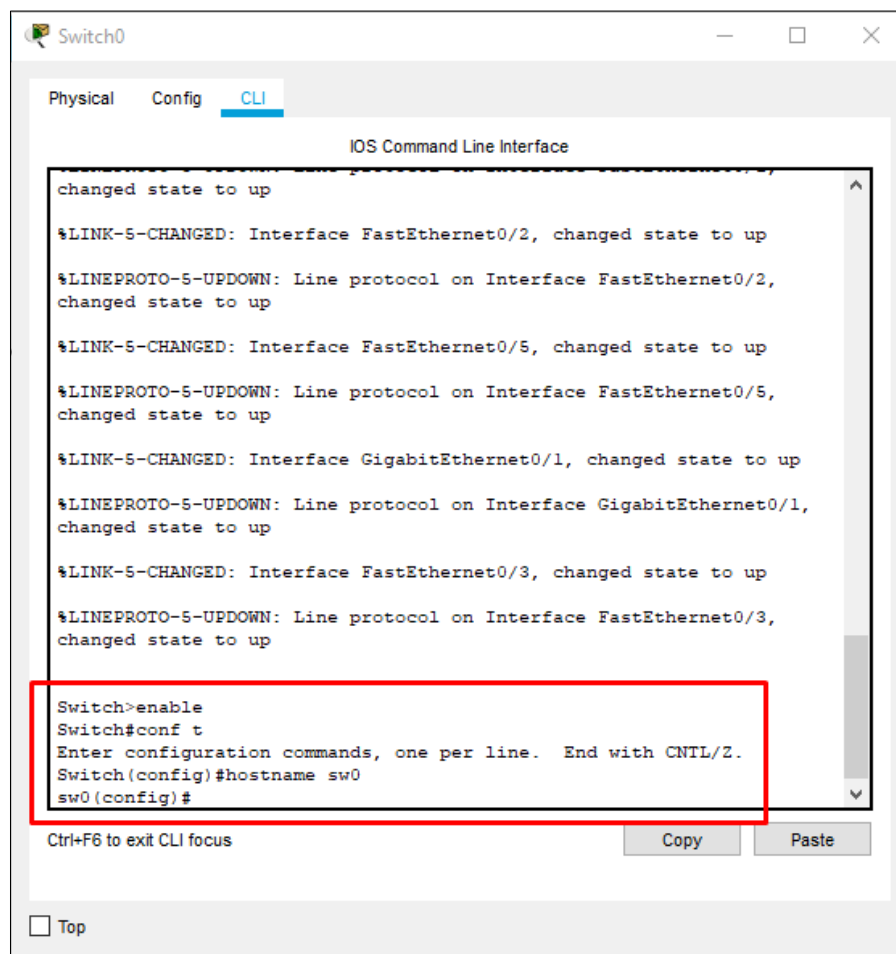 Switch0
Physical Config CLI
IOS Command Line Interface
changed state to up
%LINK-5-CHANGED: Interface FastEthernet0/2, changed state to up
%LINEPROTO-5-UPDOWN: Line protocol on Interface FastEthernet0/2,
changed state to up
%LINK-5-CHANGED: Interface FastEthernet0/5, changed state to up
%LINEPROTO-5-UPDOWN: Line protocol on Interface FastEthernet0/5,
changed state to up
%LINK-5-CHANGED: Interface GigabitEthernet0/1, changed state to up
%LINEPROTO-5-UPDOWN: Line protocol on Interface GigabitEthernet0/1,
changed state to up
%LINK-5-CHANGED: Interface FastEthernet0/3, changed state to up
%LINEPROTO-5-UPDOWN: Line protocol on Interface FastEthernet0/3,
changed state to up
Switch>enable
Switch#conf t
Enter configuration commands, one per line.  End with CNTL/Z.
Switch(config)#hostname sw0
sw0(config)#
Ctrl+F6 to exit CLI focus
Copy Paste
Top